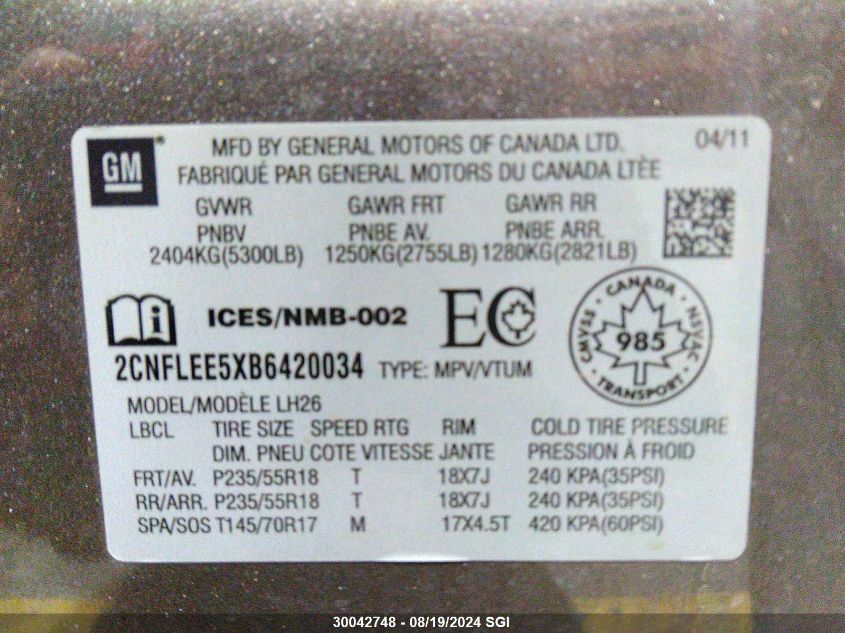 GM
MFD BY GENERAL MOTORS OF CANADA LTD. 04/11
FABRIQUÉ PAR GENERAL MOTORS DU CANADA LTÈE
GVWR GAWR FRT GAWR RR
PNBV PNBE AV. PNBE ARR.
2404KG(5300LB) 1250KG(2755LB) 1280KG(2821LB)
ICES/NMB-002 EC
CANADA CMVSS 985 NSVAC TRANSPORT
2CNFLEE5XB6420034 TYPE: MPV/VTUM
MODEL/MODÈLE LH26
LBCL TIRE SIZE SPEED RTG RIM COLD TIRE PRESSURE
DIM. PNEU COTE VITESSE JANTE PRESSION À FROID
FRT/AV. P235/55R18 T 18X7J 240 KPA(35PSI)
RR/ARR. P235/55R18 T 18X7J 240 KPA(35PSI)
SPA/SOS T145/70R17 M 17X4.5T 420 KPA(60PSI)
30042748 - 08/19/2024 SGI